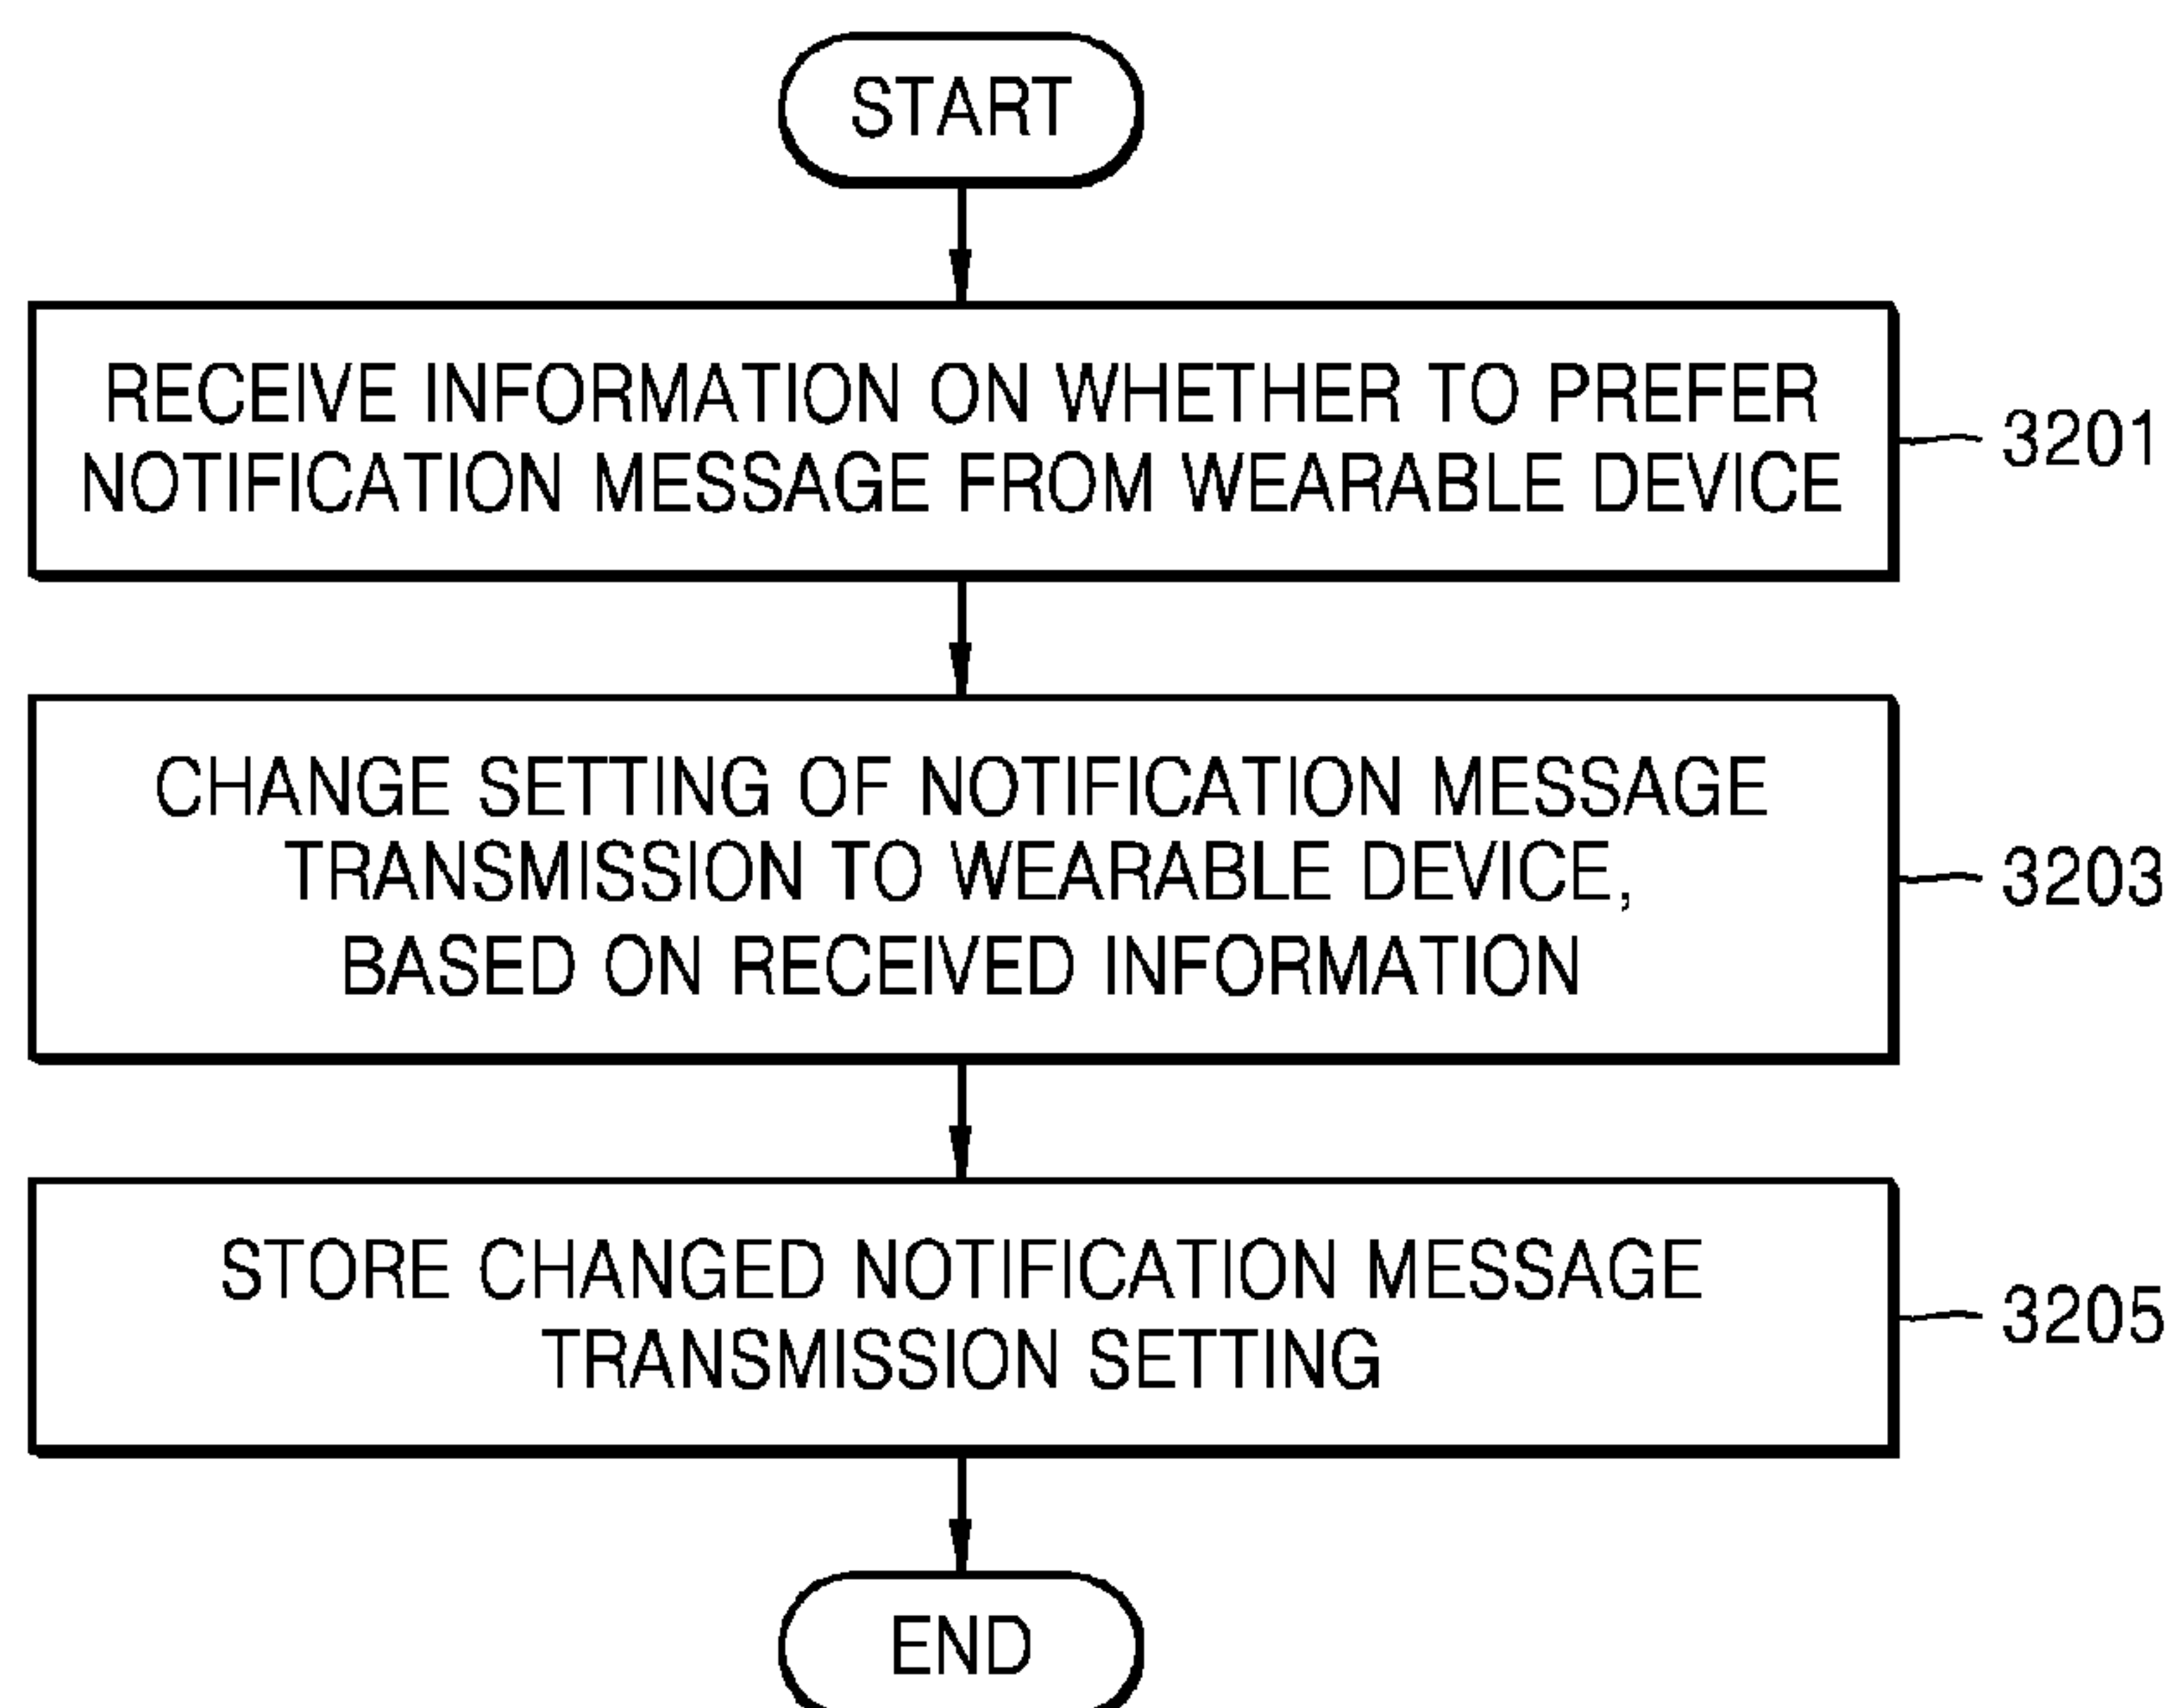 START
RECEIVE INFORMATION ON WHETHER TO PREFER
NOTIFICATION MESSAGE FROM WEARABLE DEVICE
3201
CHANGE SETTING OF NOTIFICATION MESSAGE
TRANSMISSION TO WEARABLE DEVICE,
BASED ON RECEIVED INFORMATION
3203
STORE CHANGED NOTIFICATION MESSAGE
TRANSMISSION SETTING
3205
END